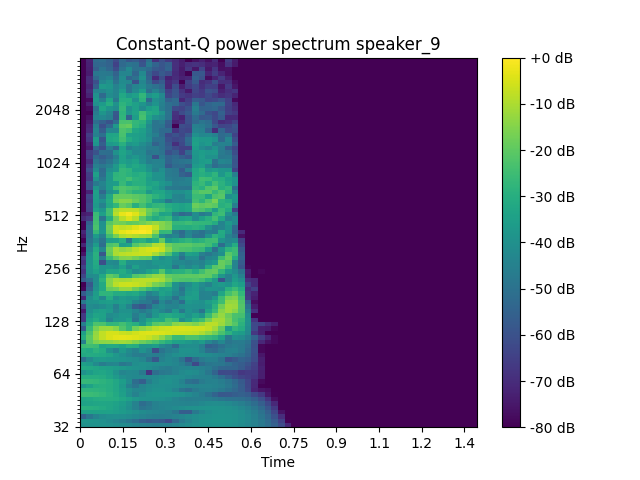 Constant-Q power spectrum speaker_9
Hz
2048
1024
512
256
128
64
32
0 0.15 0.3 0.45 0.6 0.75 0.9 1.1 1.2 1.4
Time
+0 dB
-10 dB
-20 dB
-30 dB
-40 dB
-50 dB
-60 dB
-70 dB
-80 dB